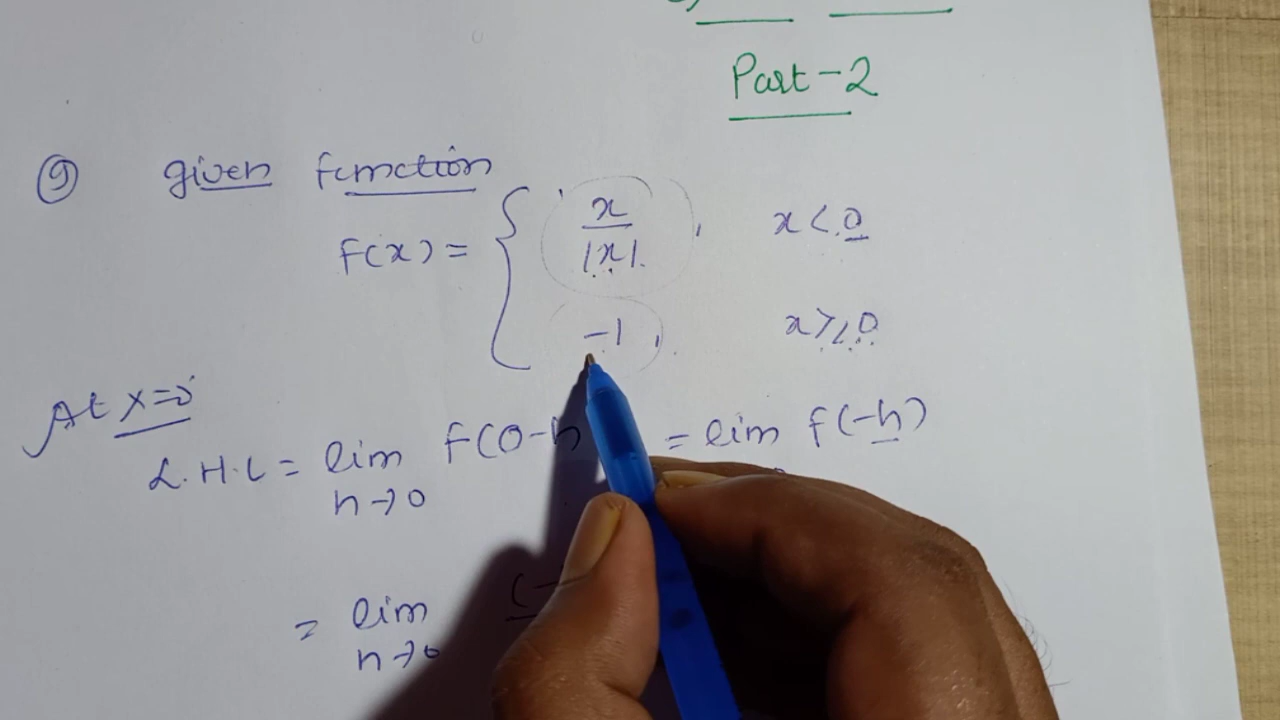 Part-2
⑨ given function
f(x) = { x/|x|, x < 0
-1, x ≥ 0
At x=0
L.H.L = lim h→0 f(0-h = lim f(-h)
= lim h→0 (-